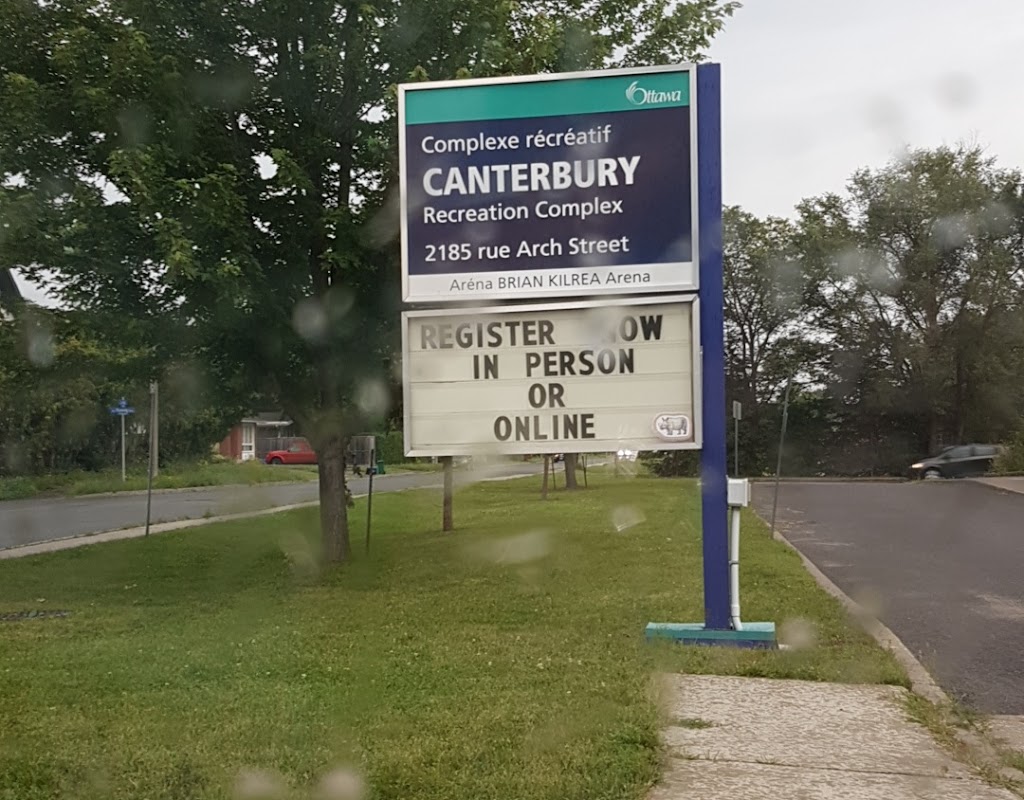 Ottawa
Complexe récréatif
CANTERBURY
Recreation Complex
2185 rue Arch Street
Aréna BRIAN KILREA Arena
REGISTER NOW
IN PERSON
OR
ONLINE